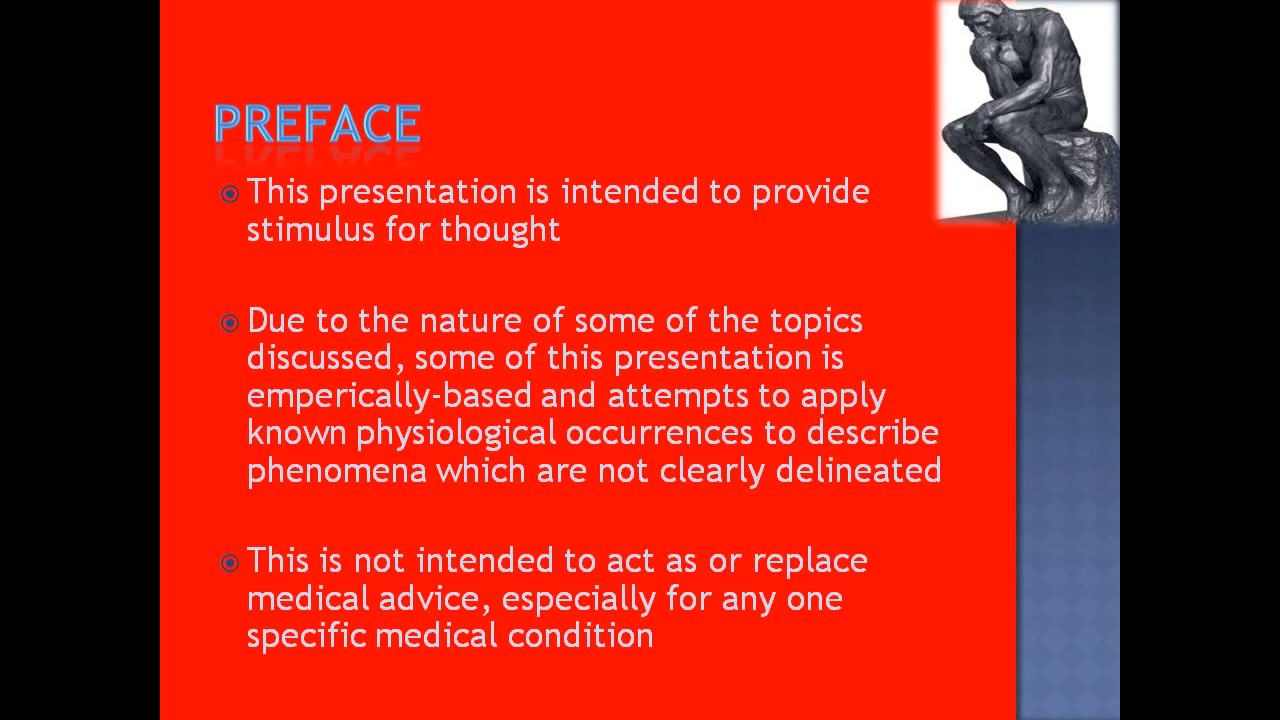 PREFACE
This presentation is intended to provide
stimulus for thought
Due to the nature of some of the topics
discussed, some of this presentation is
emperically-based and attempts to apply
known physiological occurrences to describe
phenomena which are not clearly delineated
This is not intended to act as or replace
medical advice, especially for any one
specific medical condition